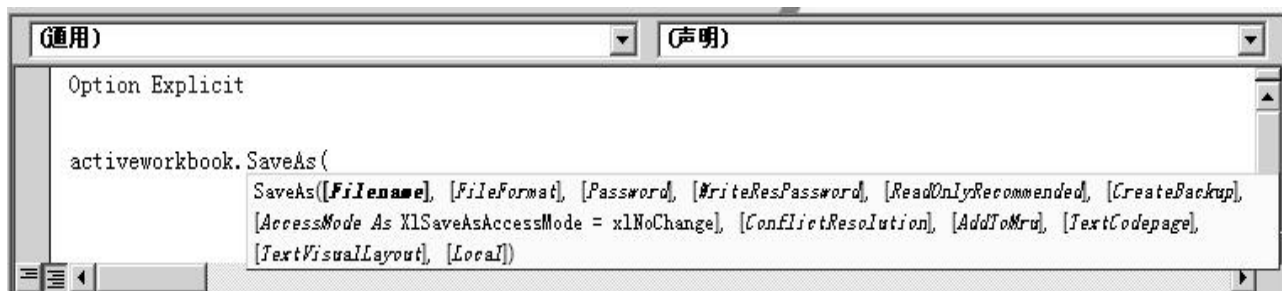 (通用) (声明)
Option Explicit
activeworkbook.SaveAs(
SaveAs([Filename], [FileFormat], [Password], [WriteResPassword], [ReadOnlyRecommended], [CreateBackup],
[AccessMode As XlSaveAsAccessMode = xlNoChange], [ConflictResolution], [AddToMru], [TextCodepage],
[TextVisualLayout], [Local])